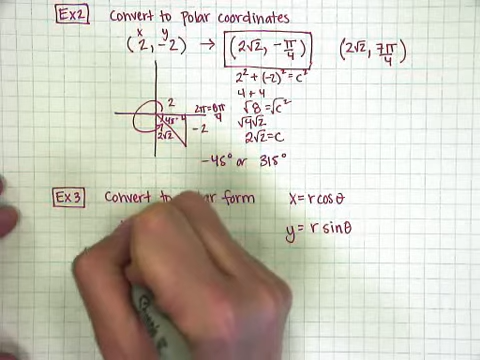 Ex2 Convert to Polar coordinates
x y
(2, -2) → (2√2, -π/4) (2√2, 7π/4)
2² + (-2)² = c²
4 + 4
√8 = √c²
√4√2
2√2 = c
2
2π = 8π/4
45°
-2
2√2
-45° or 315°
Ex3 Convert to form x = r cos θ
y = r sin θ